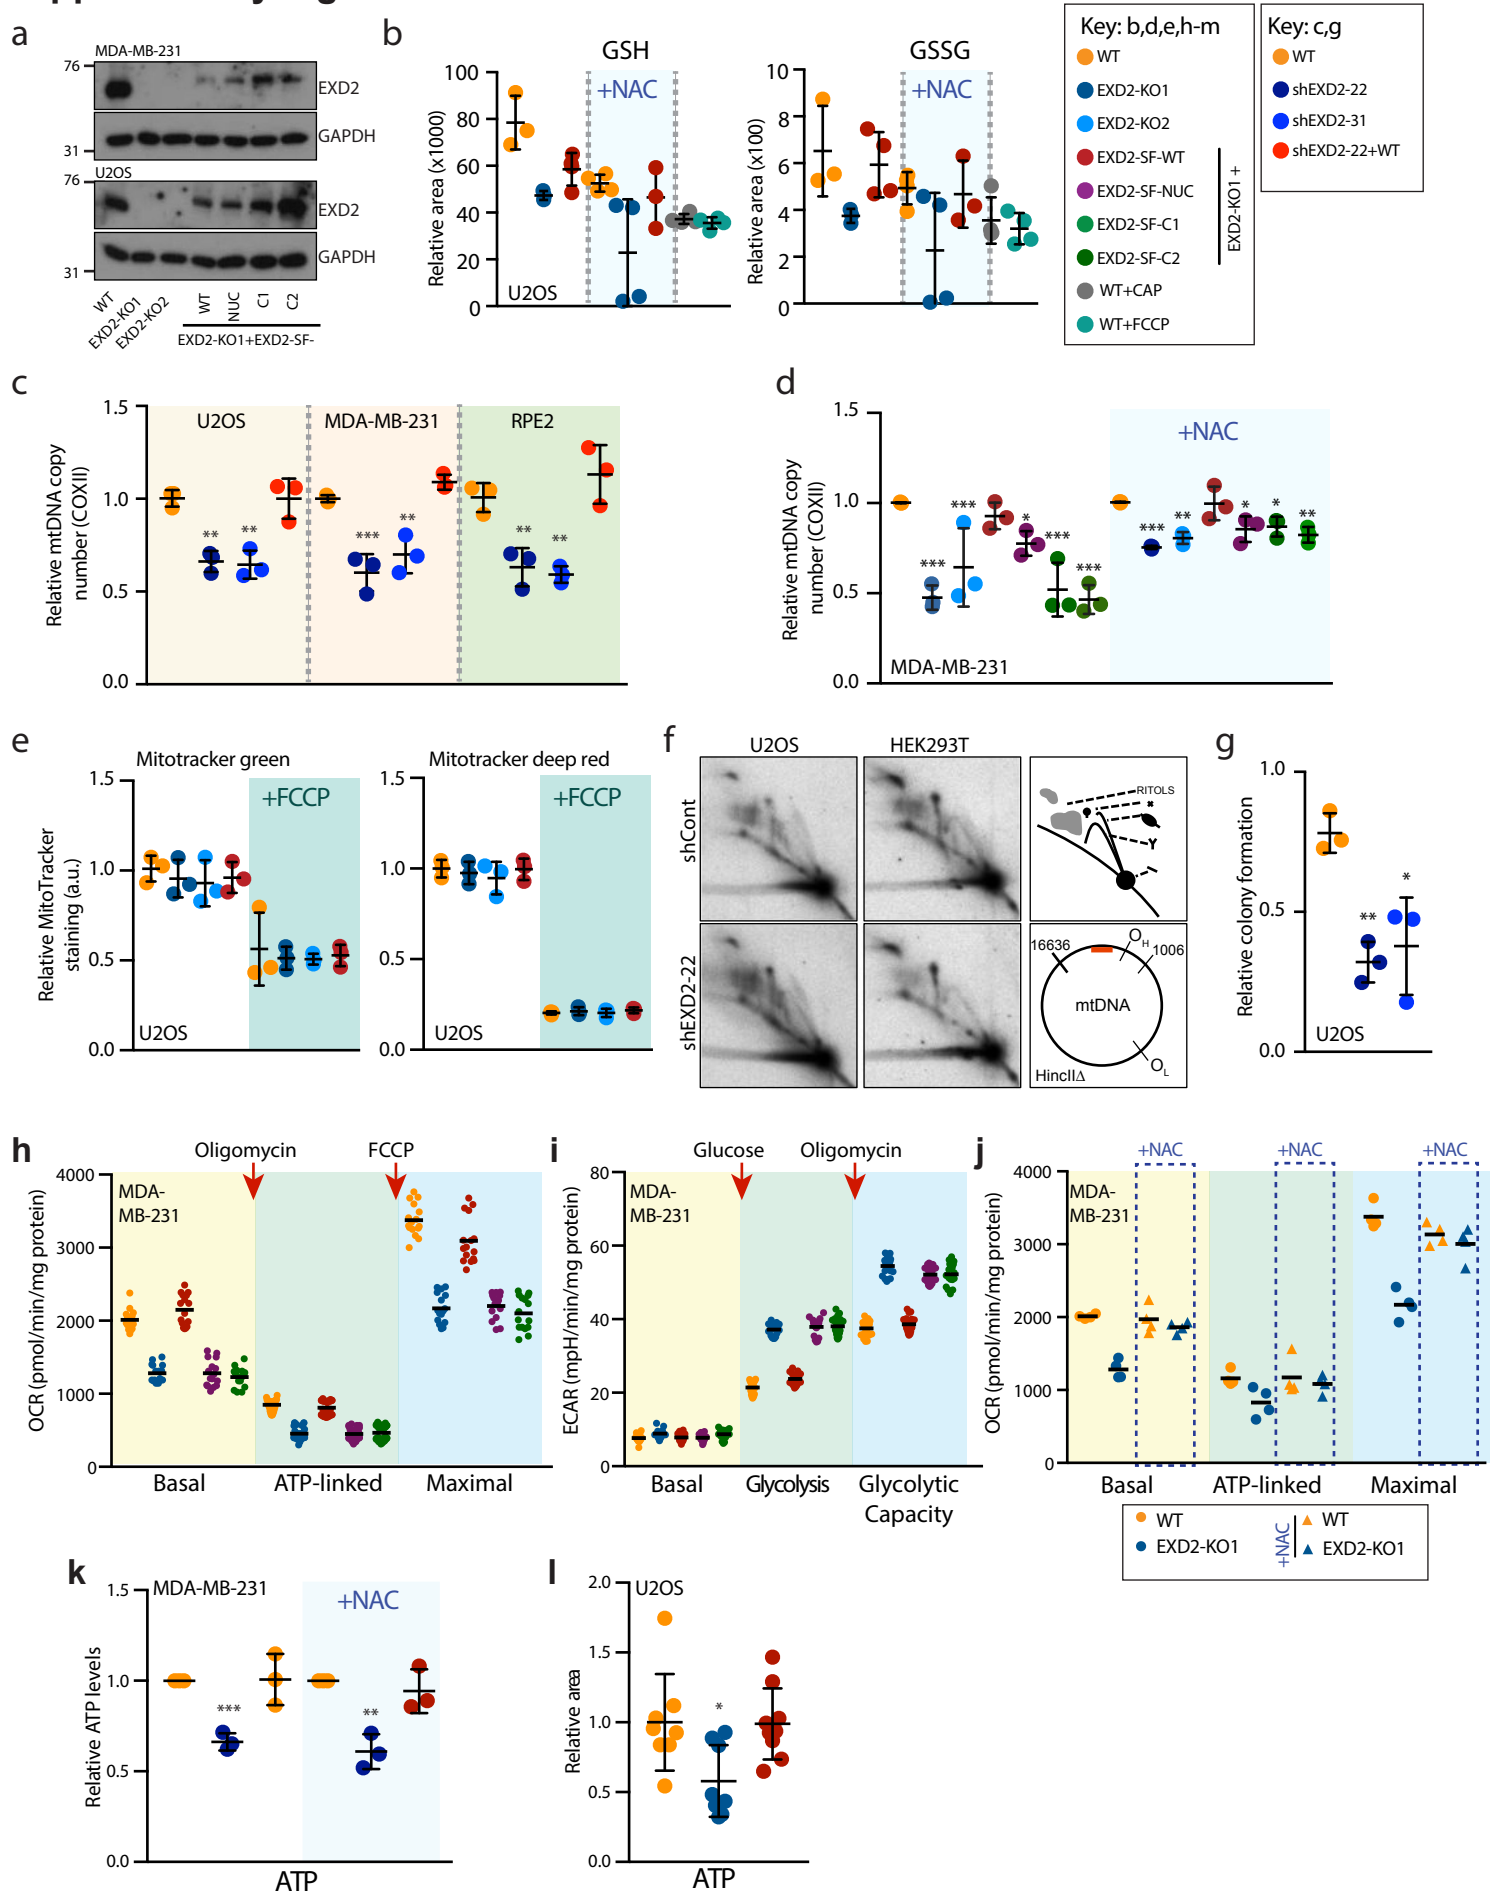 a
MDA-MB-231
76
EXD2
GAPDH
31
U2OS
76
EXD2
GAPDH
31
WT
EXD2-KO1
EXD2-KO2
WT
NUC
C1
C2
EXD2-KO1+EXD2-SF-
b
GSH
+NAC
Relative area (x1000)
100
80
60
40
20
0
U2OS
GSSG
+NAC
Relative area (x100)
10
8
6
4
2
0
Key: b,d,e,h-m
WT
EXD2-KO1
EXD2-KO2
EXD2-SF-WT
EXD2-SF-NUC
EXD2-SF-C1
EXD2-SF-C2
EXD2-KO1 +
WT+CAP
WT+FCCP
Key: c,g
WT
shEXD2-22
shEXD2-31
shEXD2-22+WT
c
Relative mtDNA copy
number (COXII)
1.5
1.0
0.5
0.0
U2OS
MDA-MB-231
RPE2
** ** *** ** ** **
d
Relative mtDNA copy
number (COXII)
1.5
1.0
0.5
0.0
+NAC
*** *** * *** *** *** ** * * **
MDA-MB-231
e
Mitotracker green
+FCCP
Relative MitoTracker
staining (a.u.)
1.5
1.0
0.5
0.0
U2OS
Mitotracker deep red
+FCCP
1.5
1.0
0.5
0.0
U2OS
f
U2OS
HEK293T
shCont
shEXD2-22
RITOLS
Y
16636
OH
1006
mtDNA
OL
HincIIΔ
g
Relative colony formation
1.0
0.5
0.0
** *
U2OS
h
Oligomycin
FCCP
OCR (pmol/min/mg protein)
4000
3000
2000
1000
0
MDA-
MB-231
Basal
ATP-linked
Maximal
i
Glucose
Oligomycin
ECAR (mpH/min/mg protein)
80
60
40
20
0
MDA-
MB-231
Basal
Glycolysis
Glycolytic
Capacity
j
+NAC
+NAC
+NAC
OCR (pmol/min/mg protein)
4000
3000
2000
1000
0
MDA-
MB-231
Basal
ATP-linked
Maximal
WT
EXD2-KO1
+NAC
WT
EXD2-KO1
k
Relative ATP levels
1.5
1.0
0.5
0.0
MDA-MB-231
+NAC
*** **
ATP
l
Relative area
2.0
1.5
1.0
0.5
0.0
U2OS
*
ATP